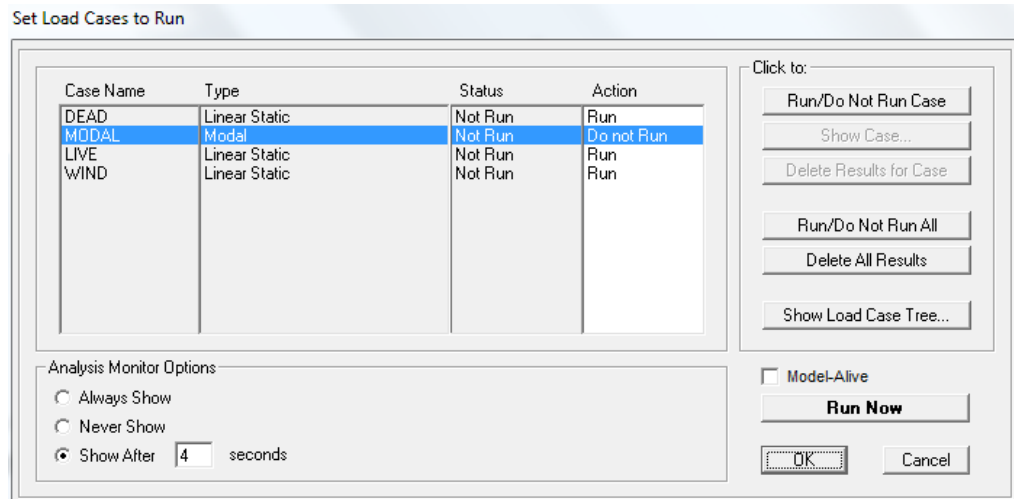 Set Load Cases to Run
Case Name Type Status Action
DEAD Linear Static Not Run Run
MODAL Modal Not Run Do not Run
LIVE Linear Static Not Run Run
WIND Linear Static Not Run Run
Click to:
Run/Do Not Run Case
Show Case...
Delete Results for Case
Run/Do Not Run All
Delete All Results
Show Load Case Tree...
Analysis Monitor Options
Always Show
Never Show
Show After 4 seconds
Model-Alive
Run Now
OK Cancel